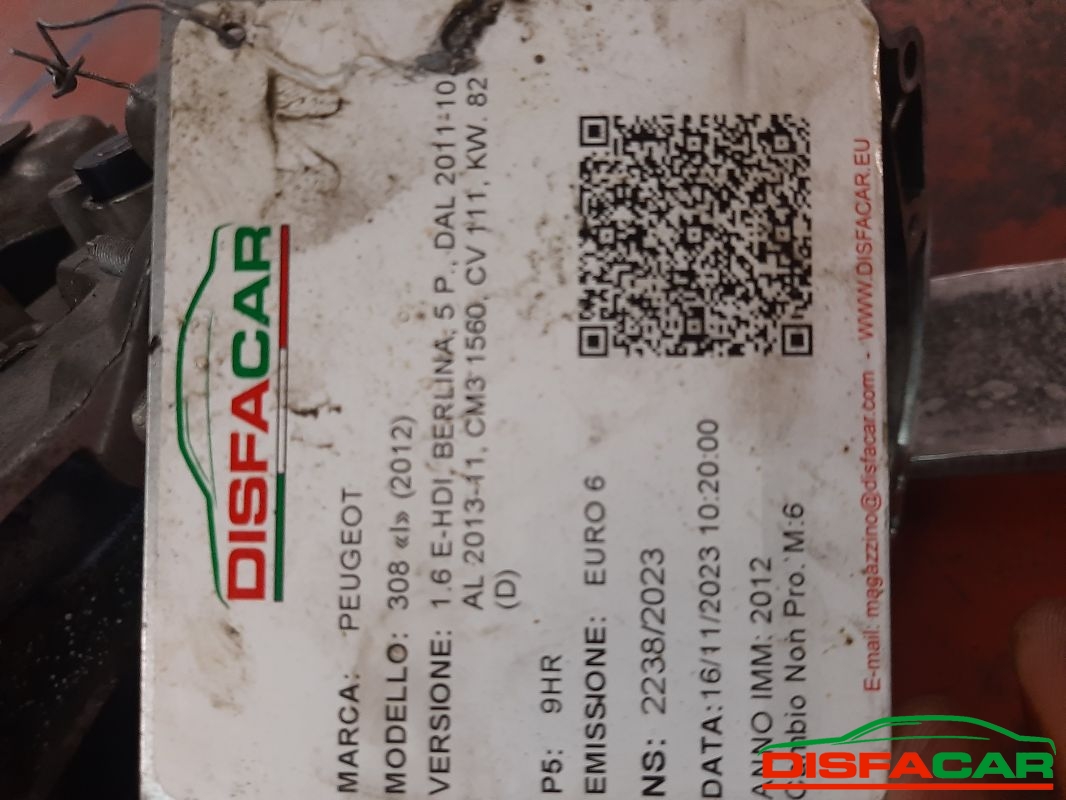 DISFACAR
MARCA: PEUGEOT
MODELLO: 308 «I» (2012)
VERSIONE: 1.6 E-HDI, BERLINA, 5 P., DAL 2011-10
AL 2013-11, CM3 1560, CV 111, KW. 82
(D)
P5: 9HR
EMISSIONE: EURO 6
NS: 2238/2023
DATA:16/11/2023 10:20:00
ANNO IMM: 2012
Cambio Non Pro. M:6
E-mail: magazzino@disfacar.com - WWW.DISFACAR.EU
DISFACAR